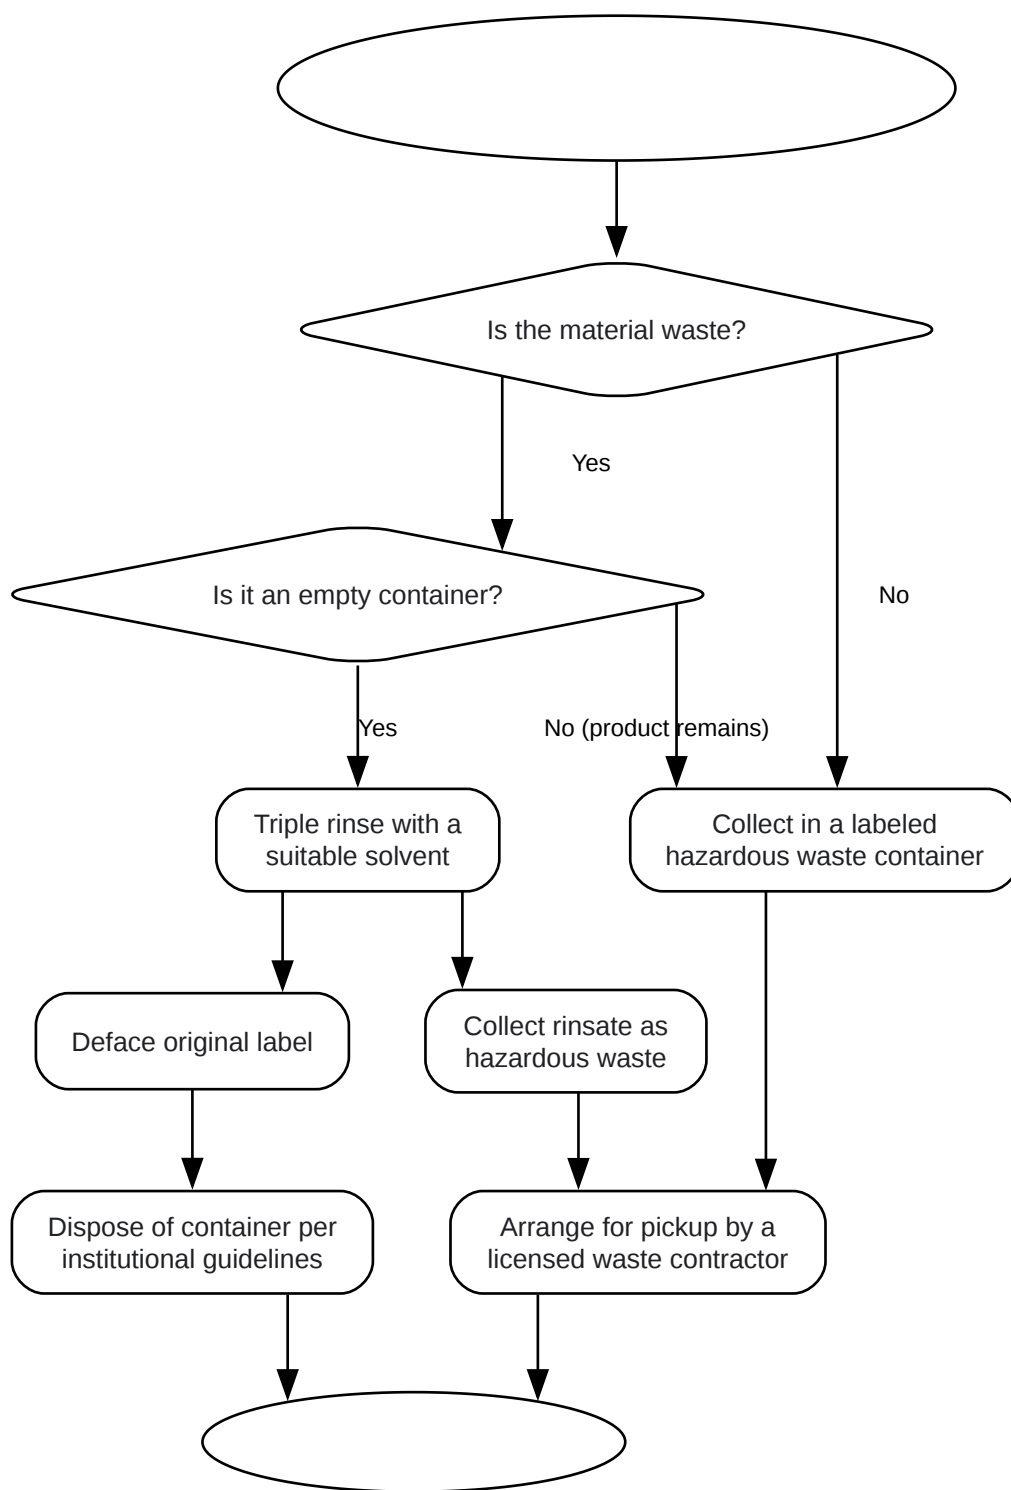 Is the material waste?
Yes
Is it an empty container?
No
Yes
No (product remains)
Triple rinse with a
suitable solvent
Collect in a labeled
hazardous waste container
Deface original label
Collect rinsate as
hazardous waste
Dispose of container per
institutional guidelines
Arrange for pickup by a
licensed waste contractor